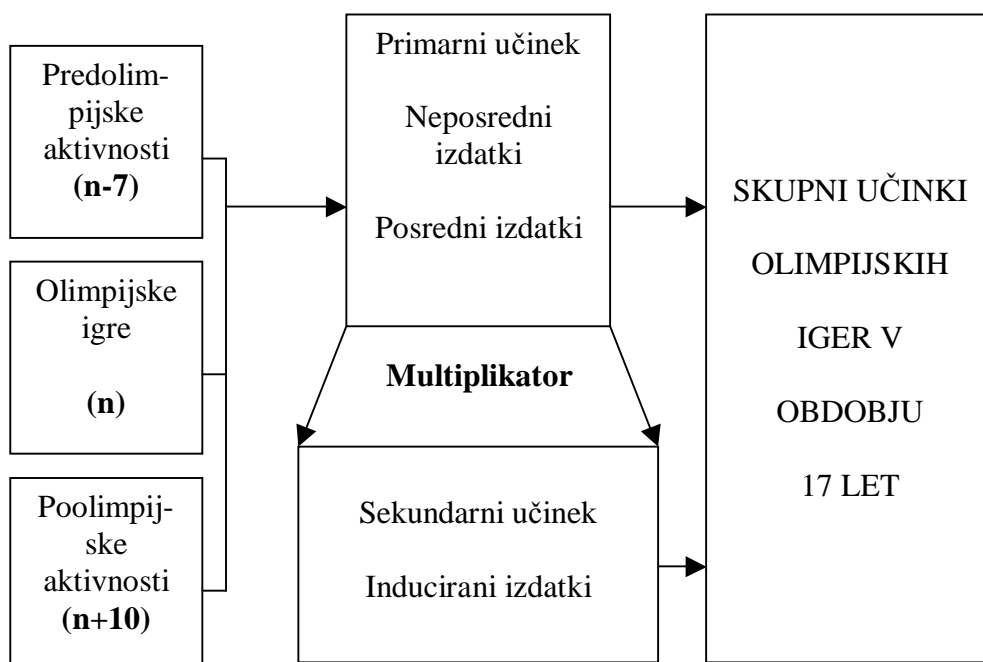 Predolim-
pijske
aktivnosti
(n-7)
Olimpijske
igre
(n)
Poolimpij-
ske
aktivnosti
(n+10)
Primarni učinek
Neposredni
izdatki
Posredni izdatki
Multiplikator
Sekundarni učinek
Inducirani izdatki
SKUPNI UČINKI
OLIMPIJSKIH
IGER V
OBDOBJU
17 LET